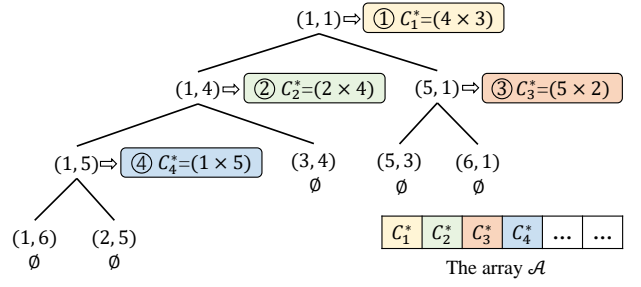 (1, 1)⇨ ① C₁*=(4 × 3)
(1, 4)⇨ ② C₂*=(2 × 4)
(5, 1)⇨ ③ C₃*=(5 × 2)
(1, 5)⇨ ④ C₄*=(1 × 5)
(3, 4)
∅
(5, 3)
∅
(6, 1)
∅
(1, 6)
∅
(2, 5)
∅
C₁* C₂* C₃* C₄* ... ...
The array 𝒜